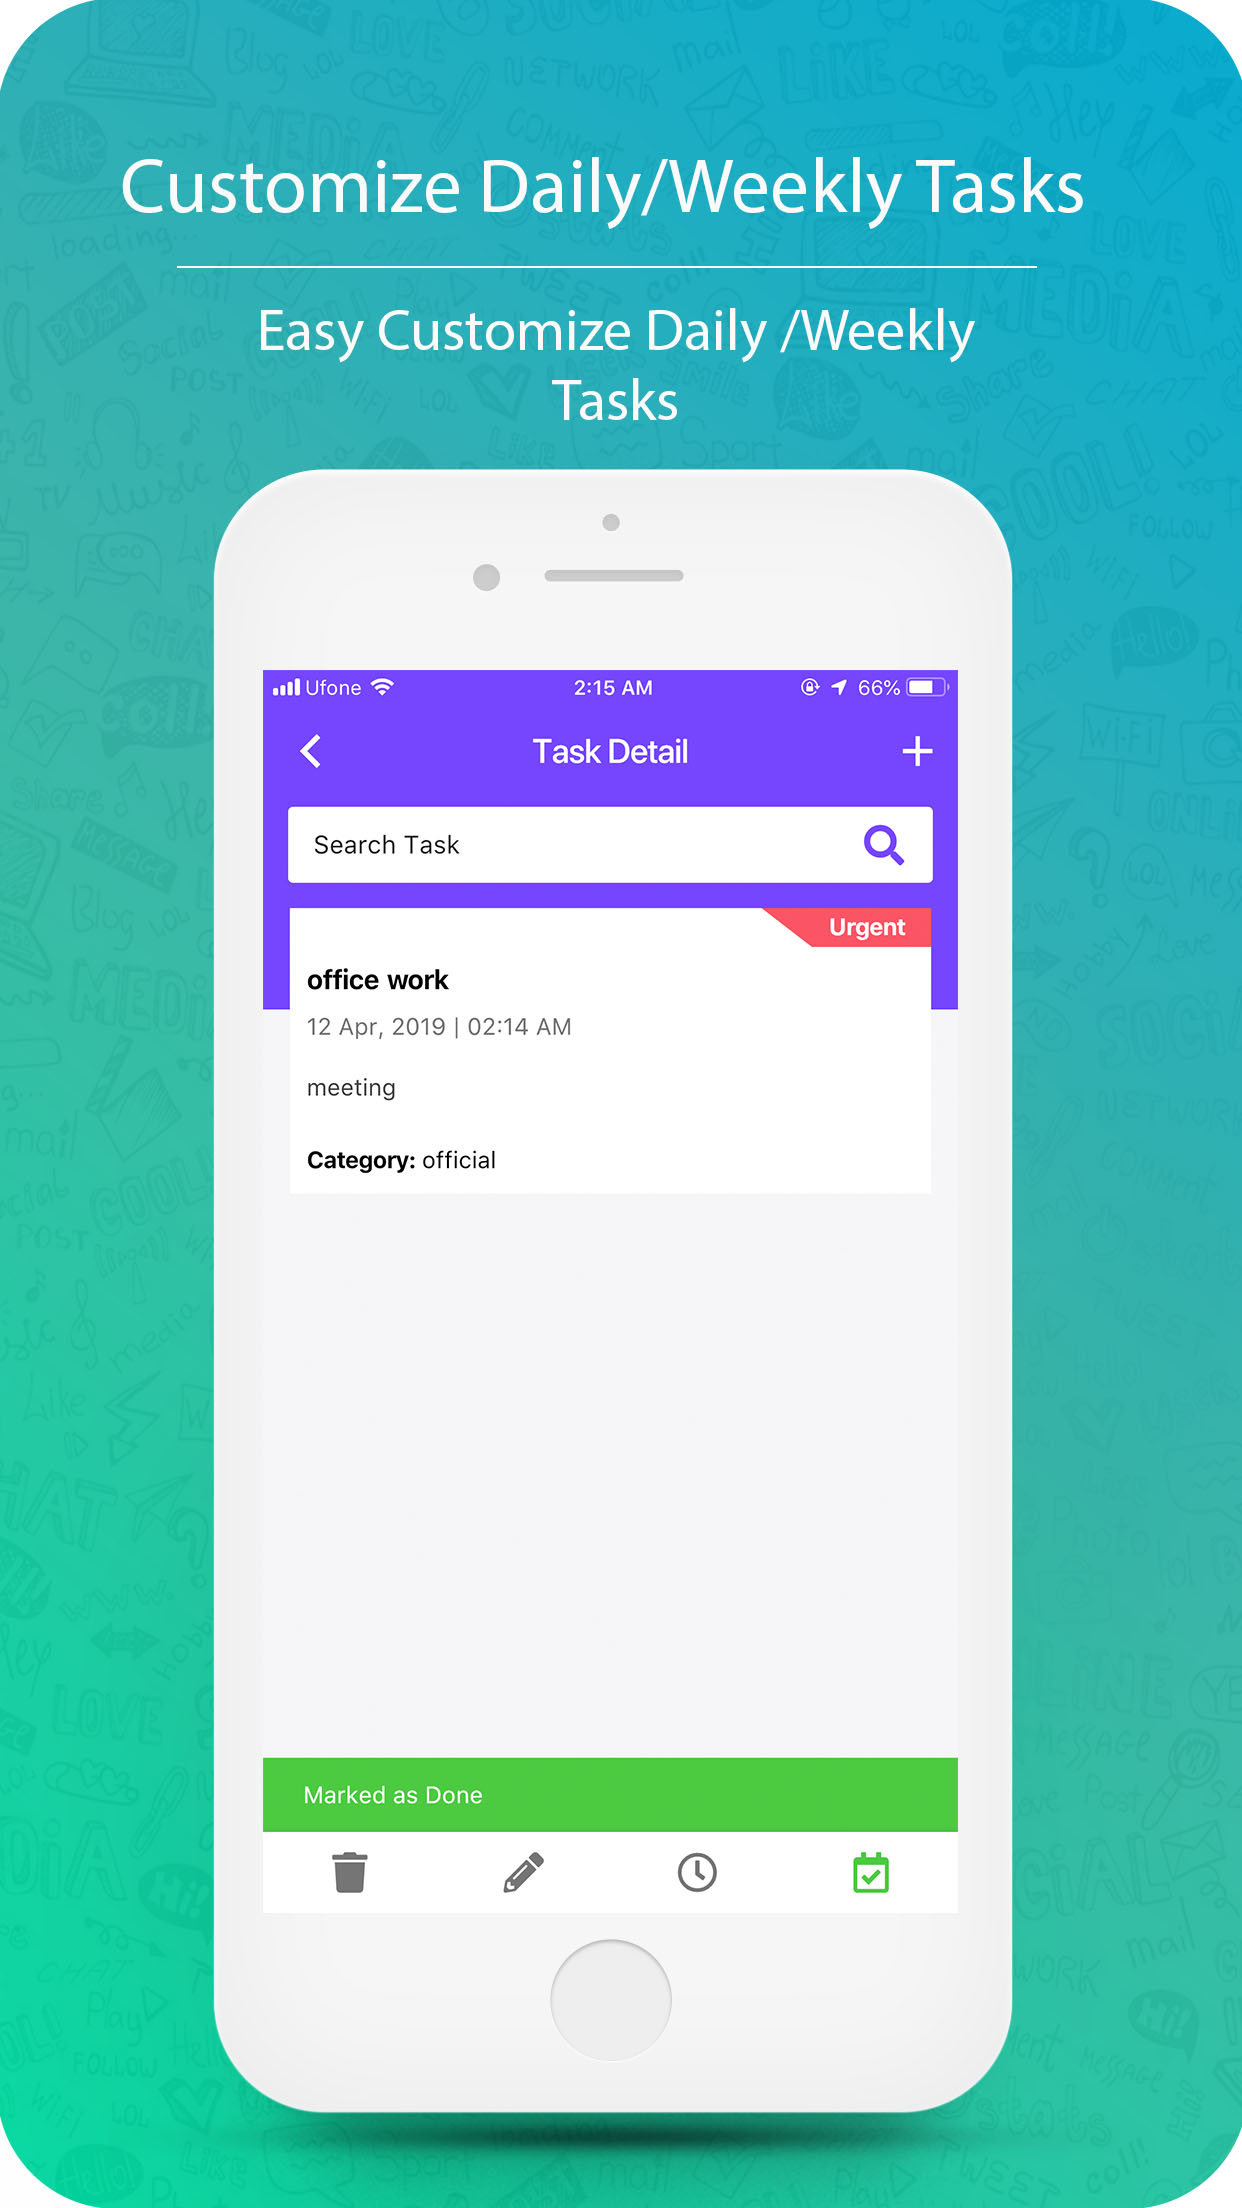 Customize Daily/Weekly Tasks
Easy Customize Daily /Weekly
Tasks
Ufone 2:15 AM 66%
Task Detail
Search Task
Urgent
office work
12 Apr, 2019 | 02:14 AM
meeting
Category: official
Marked as Done